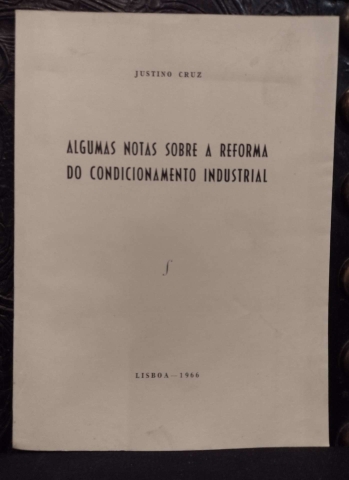 JUSTINO CRUZ
ALGUMAS NOTAS SOBRE A REFORMA
DO CONDICIONAMENTO INDUSTRIAL
LISBOA — 1966